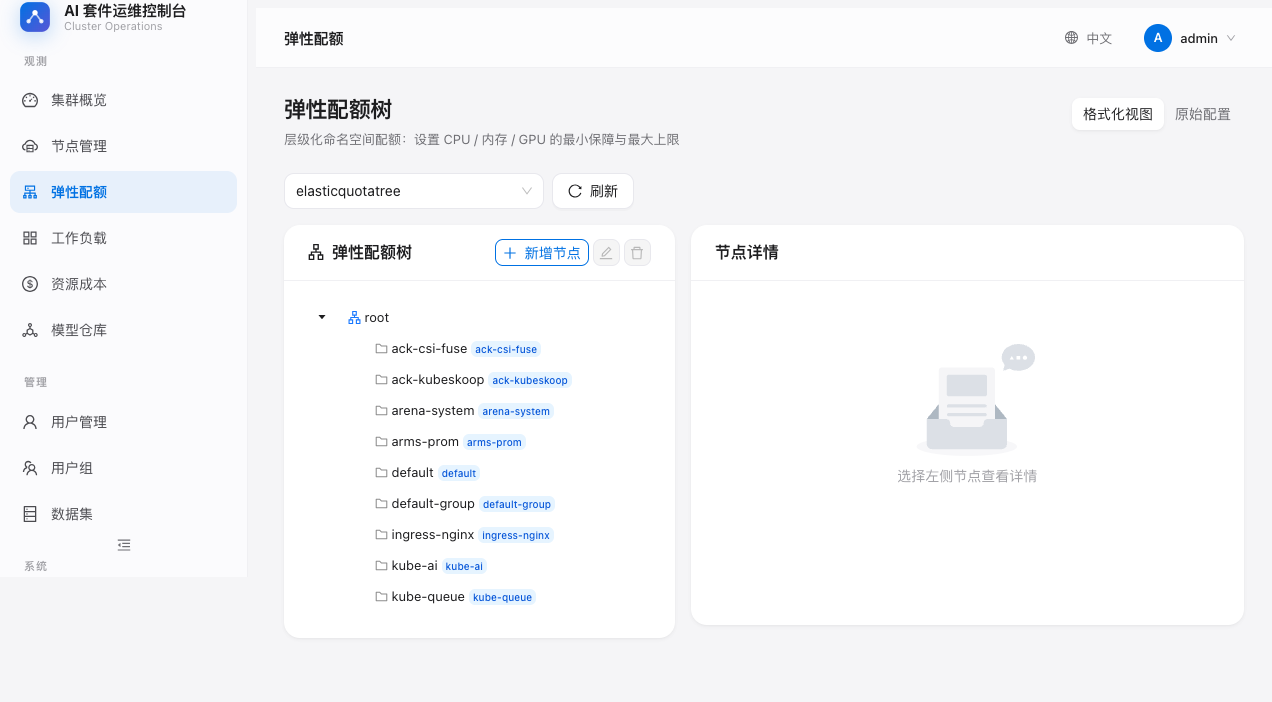 AI 套件运维控制台
Cluster Operations
观测
集群概览
节点管理
弹性配额
工作负载
资源成本
模型仓库
管理
用户管理
用户组
数据集
系统
弹性配额
中文
A
admin
弹性配额树
层级化命名空间配额：设置 CPU / 内存 / GPU 的最小保障与最大上限
格式化视图
原始配置
elasticquotatree
刷新
弹性配额树
新增节点
root
ack-csi-fuse ack-csi-fuse
ack-kubeskoop ack-kubeskoop
arena-system arena-system
arms-prom arms-prom
default default
default-group default-group
ingress-nginx ingress-nginx
kube-ai kube-ai
kube-queue kube-queue
节点详情
选择左侧节点查看详情